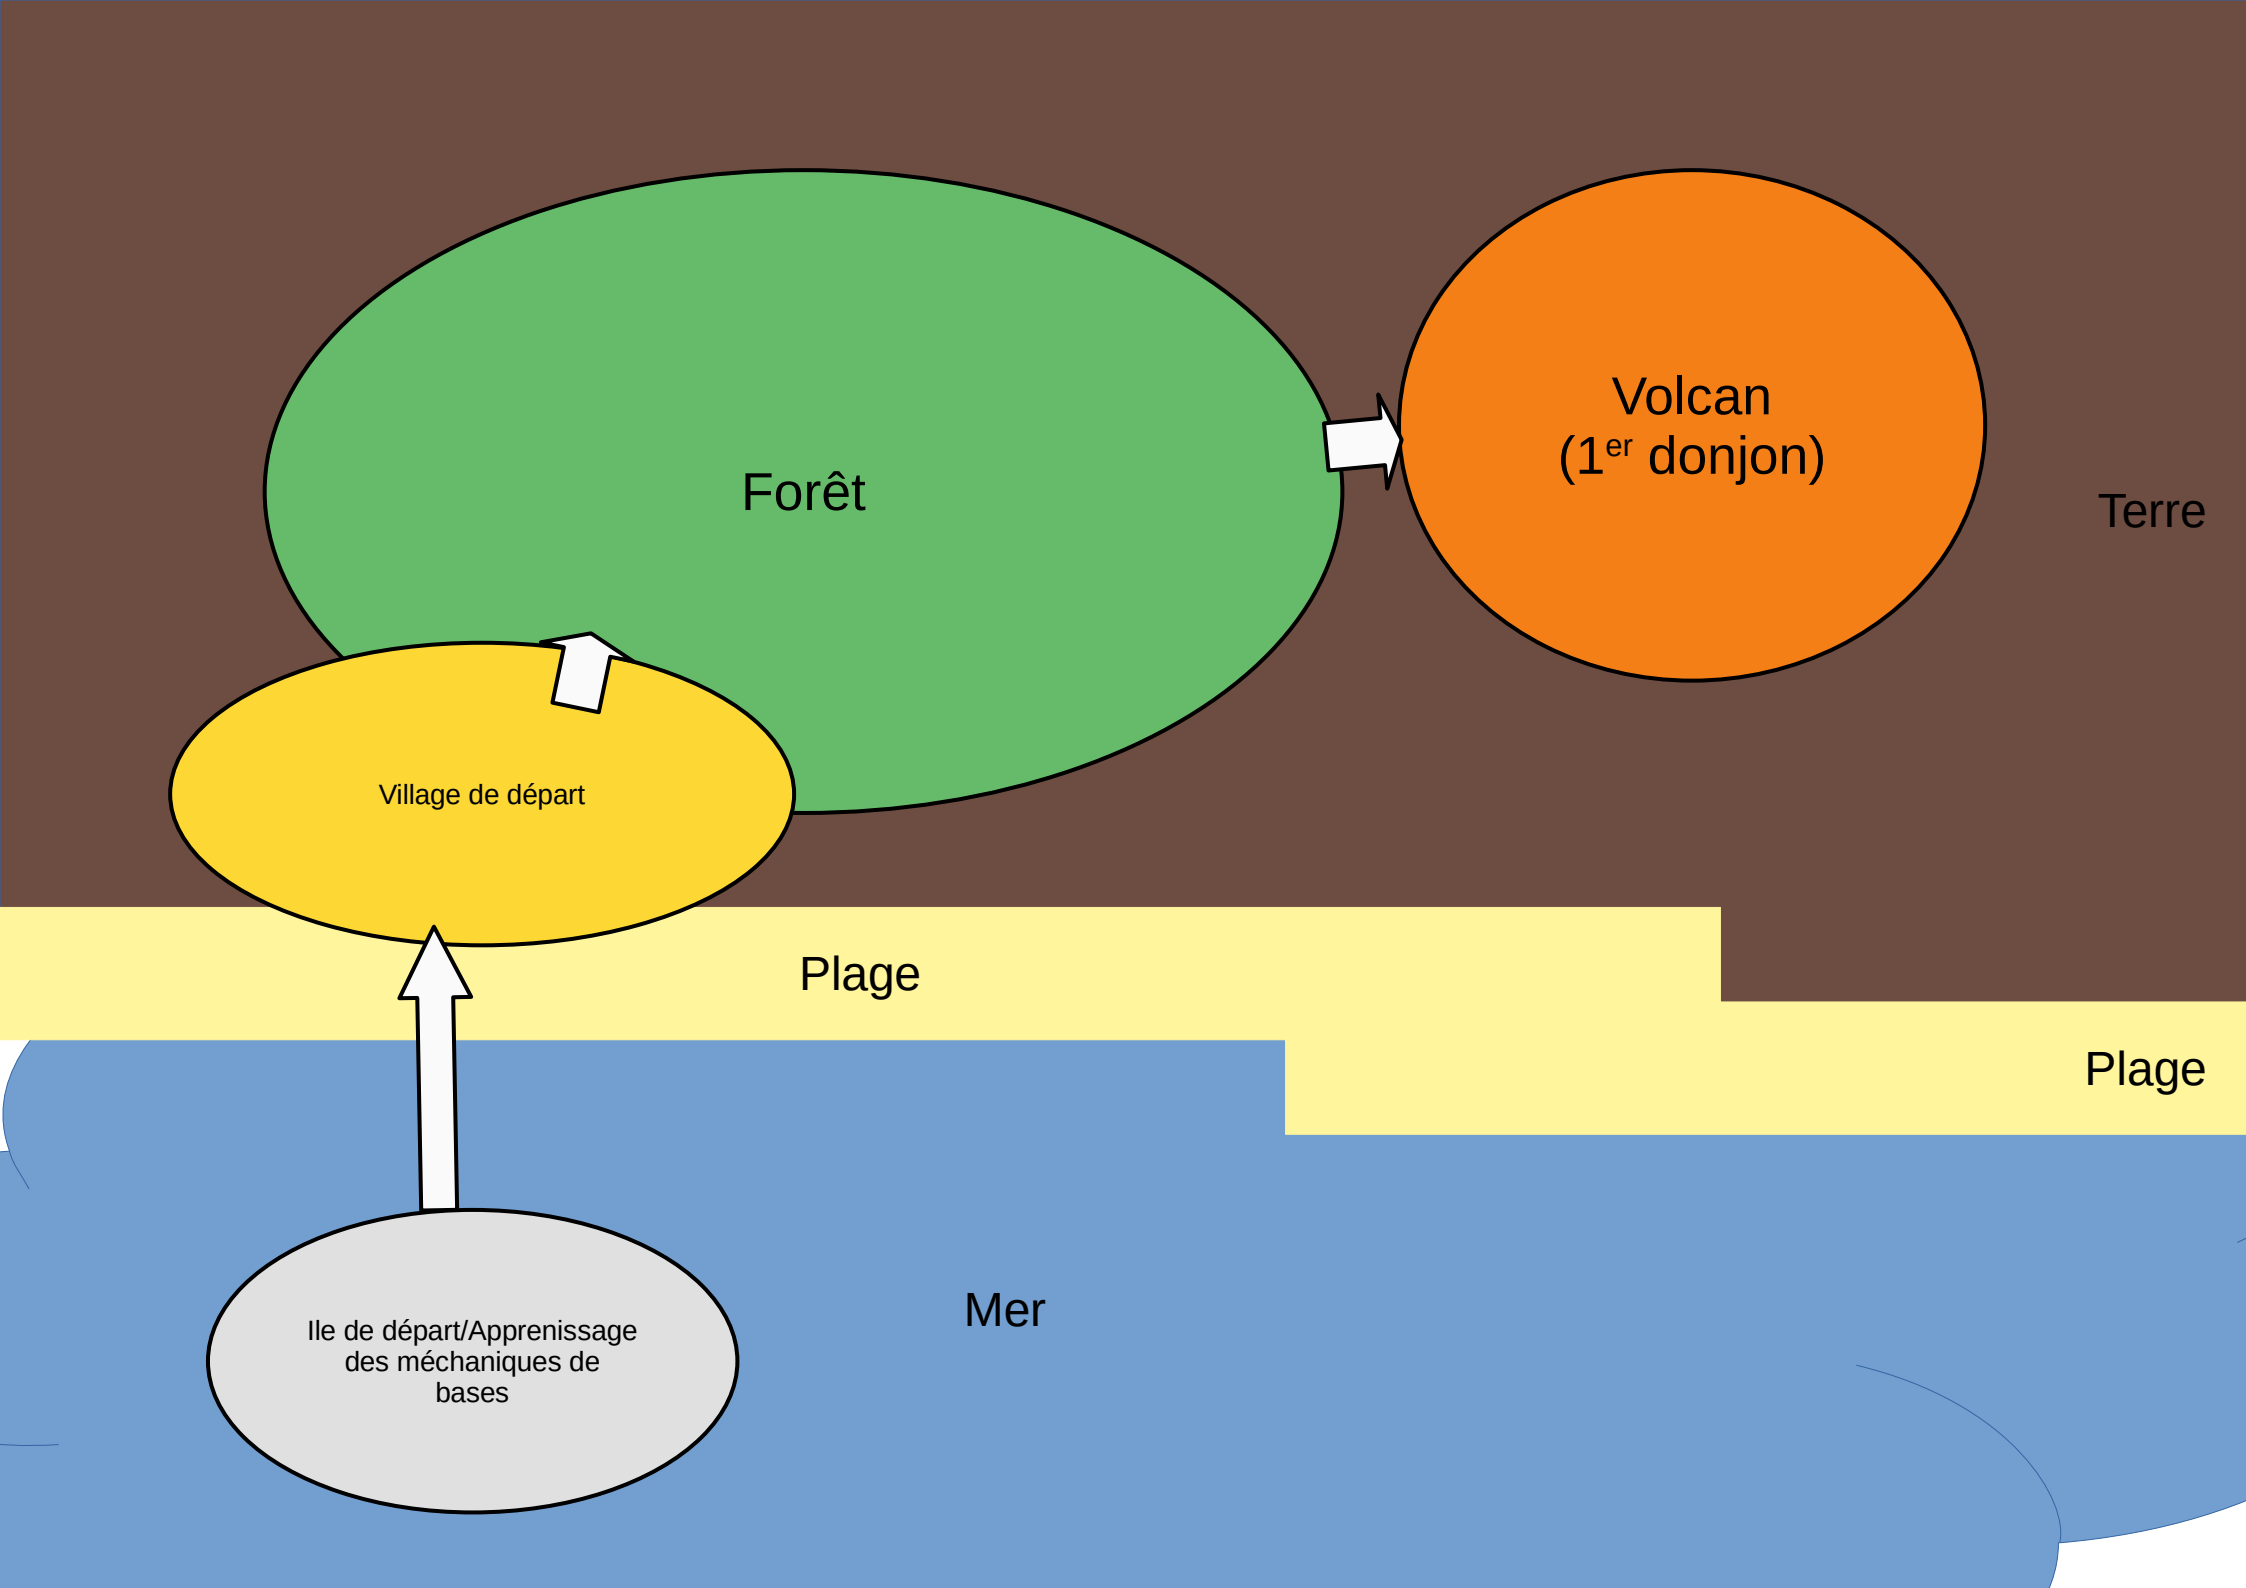 Volcan
(1er donjon)
Forêt
Terre
Village de départ
Plage
Plage
Mer
Ile de départ/Apprenissage
des méchaniques de
bases